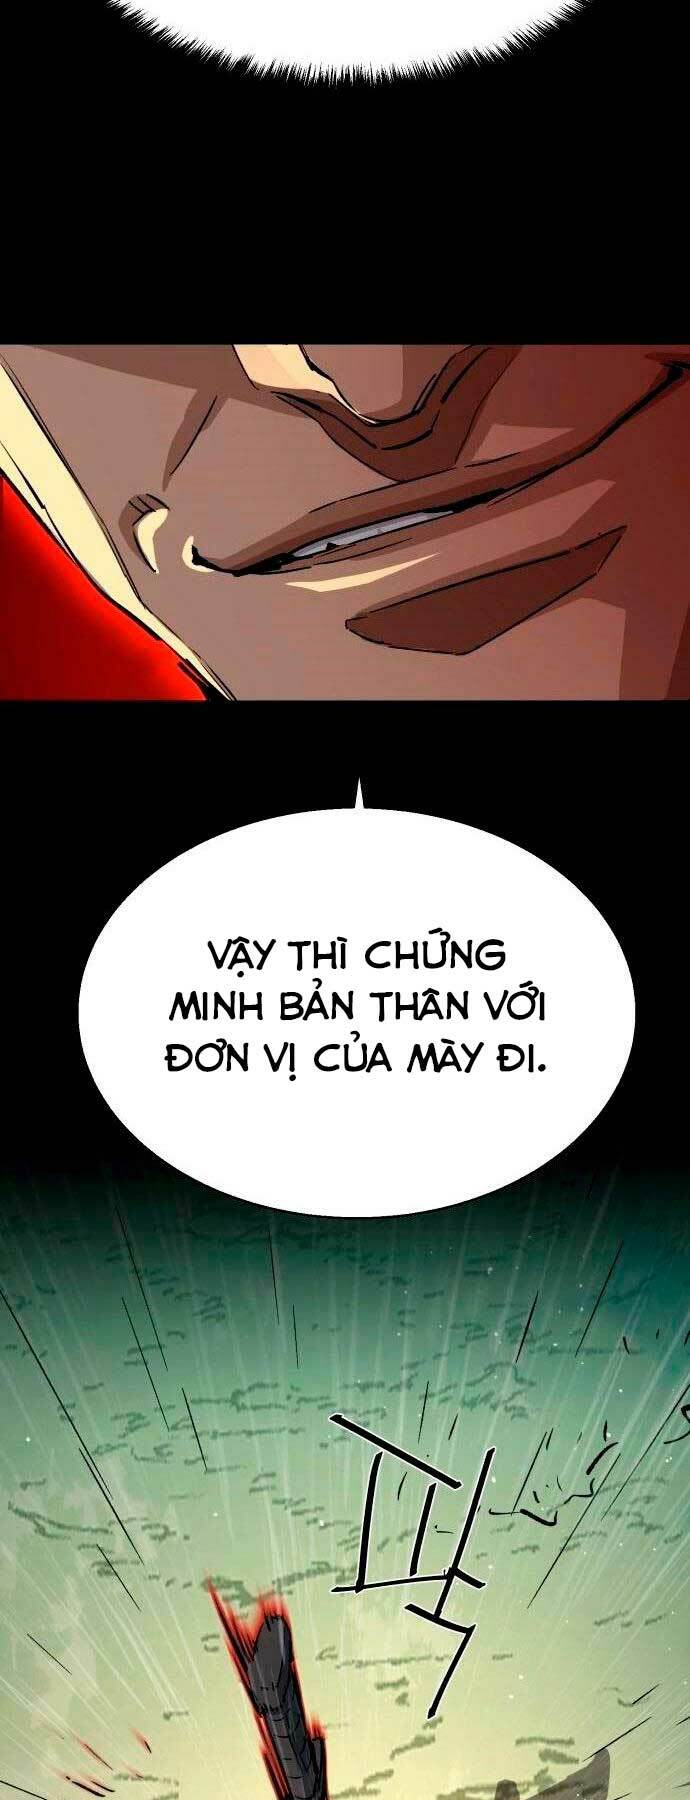 VẬY THÌ CHỨNG
MINH BẢN THÂN VỚI
ĐƠN VỊ CỦA MÀY ĐI.